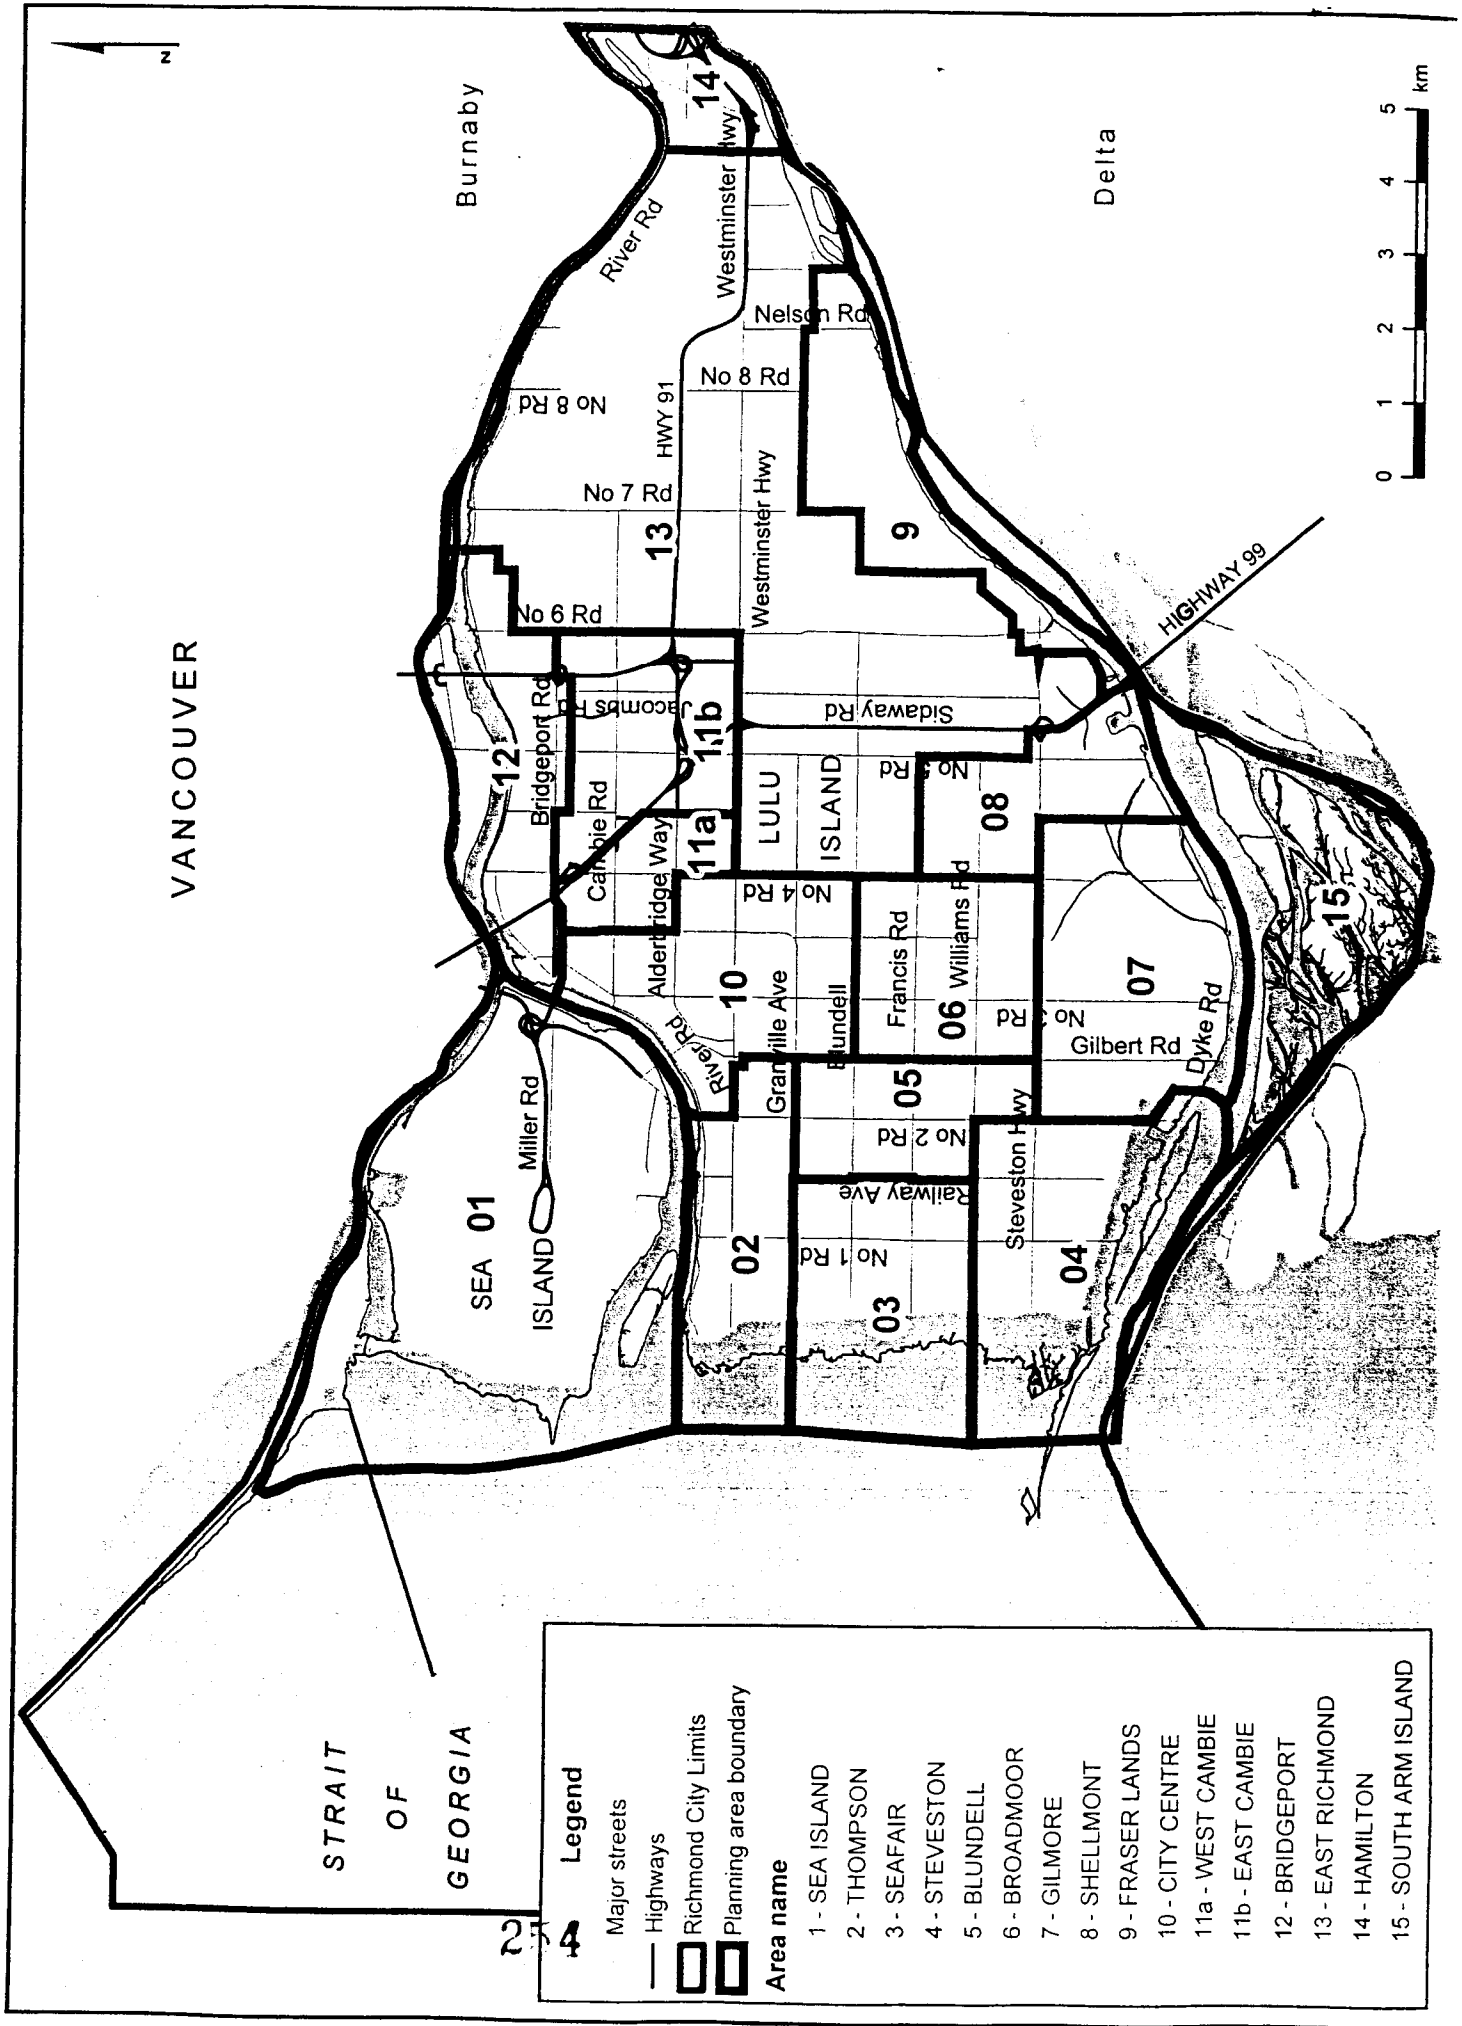 VANCOUVER
Burnaby
Delta
z
STRAIT
OF
GEORGIA
SEA
ISLAND
LULU
ISLAND
01
02
03
04
05
06
07
08
9
10
11a
11b
12
13
14
15
Miller Rd
River Rd
River Rd
Bridgeport Rd
Cambie Rd
Alderbridge Way
Jacombs Rd
No 6 Rd
No 7 Rd
No 8 Rd
No 8 Rd
HWY 91
Westminster Hwy
Westminster Hwy
Nelson Rd
Granville Ave
Blundell
Francis Rd
Williams Rd
Steveston Hwy
No 1 Rd
Railway Ave
No 2 Rd
Gilbert Rd
No 3 Rd
No 4 Rd
No 5 Rd
Sidaway Rd
Dyke Rd
HIGHWAY 99
0 1 2 3 4 5 km
254
Legend
Major streets
Highways
Richmond City Limits
Planning area boundary
Area name
1 - SEA ISLAND
2 - THOMPSON
3 - SEAFAIR
4 - STEVESTON
5 - BLUNDELL
6 - BROADMOOR
7 - GILMORE
8 - SHELLMONT
9 - FRASER LANDS
10 - CITY CENTRE
11a - WEST CAMBIE
11b - EAST CAMBIE
12 - BRIDGEPORT
13 - EAST RICHMOND
14 - HAMILTON
15 - SOUTH ARM ISLAND